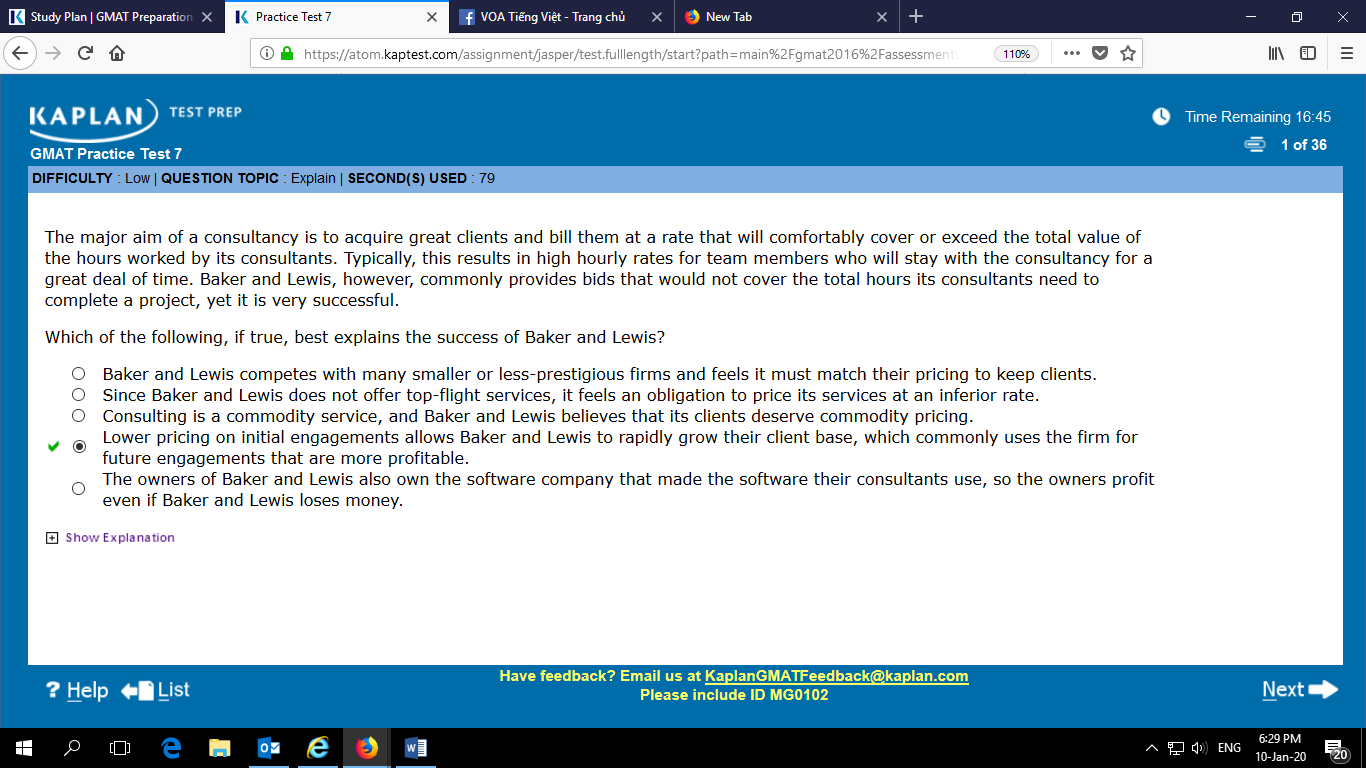 Study Plan | GMAT Preparation
Practice Test 7
VOA Tiếng Việt - Trang chủ
New Tab
https://atom.kaptest.com/assignment/jasper/test.fulllength/start?path=main%2Fgmat2016%2Fassessment
110%
KAPLAN TEST PREP
Time Remaining 16:45
1 of 36
GMAT Practice Test 7
DIFFICULTY : Low | QUESTION TOPIC : Explain | SECOND(S) USED : 79
The major aim of a consultancy is to acquire great clients and bill them at a rate that will comfortably cover or exceed the total value of
the hours worked by its consultants. Typically, this results in high hourly rates for team members who will stay with the consultancy for a
great deal of time. Baker and Lewis, however, commonly provides bids that would not cover the total hours its consultants need to
complete a project, yet it is very successful.
Which of the following, if true, best explains the success of Baker and Lewis?
Baker and Lewis competes with many smaller or less-prestigious firms and feels it must match their pricing to keep clients.
Since Baker and Lewis does not offer top-flight services, it feels an obligation to price its services at an inferior rate.
Consulting is a commodity service, and Baker and Lewis believes that its clients deserve commodity pricing.
Lower pricing on initial engagements allows Baker and Lewis to rapidly grow their client base, which commonly uses the firm for
future engagements that are more profitable.
The owners of Baker and Lewis also own the software company that made the software their consultants use, so the owners profit
even if Baker and Lewis loses money.
Show Explanation
Have feedback? Email us at KaplanGMATFeedback@kaplan.com
Please include ID MG0102
? Help
List
Next
ENG
6:29 PM
10-Jan-20
20